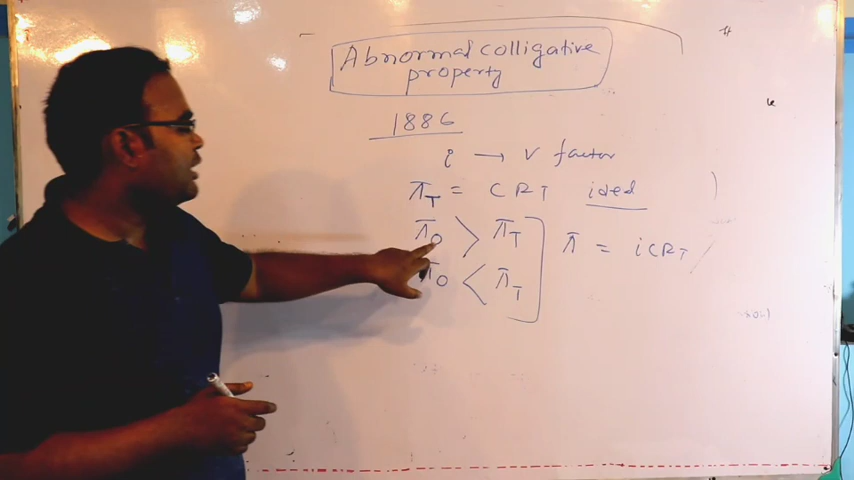 Abnormal colligative
property
1886
i → v factor
π_T = CRT ideal
π_O > π_T
π = iCRT
π_O < π_T